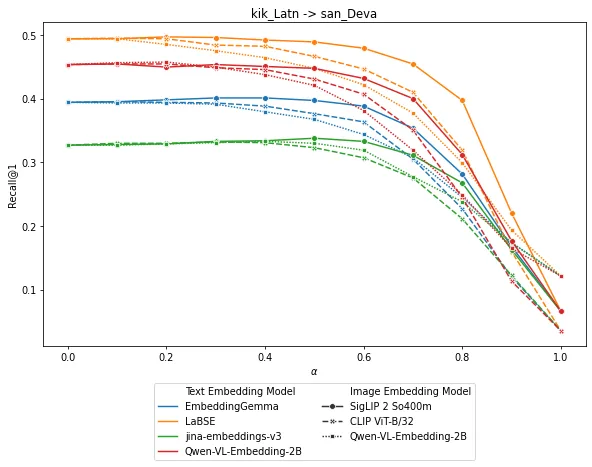 kik_Latn -> san_Deva
Recall@1
0.5
0.4
0.3
0.2
0.1
0.0 0.2 0.4 0.6 0.8 1.0
α
Text Embedding Model
EmbeddingGemma
LaBSE
jina-embeddings-v3
Qwen-VL-Embedding-2B
Image Embedding Model
SigLIP 2 So400m
CLIP ViT-B/32
Qwen-VL-Embedding-2B